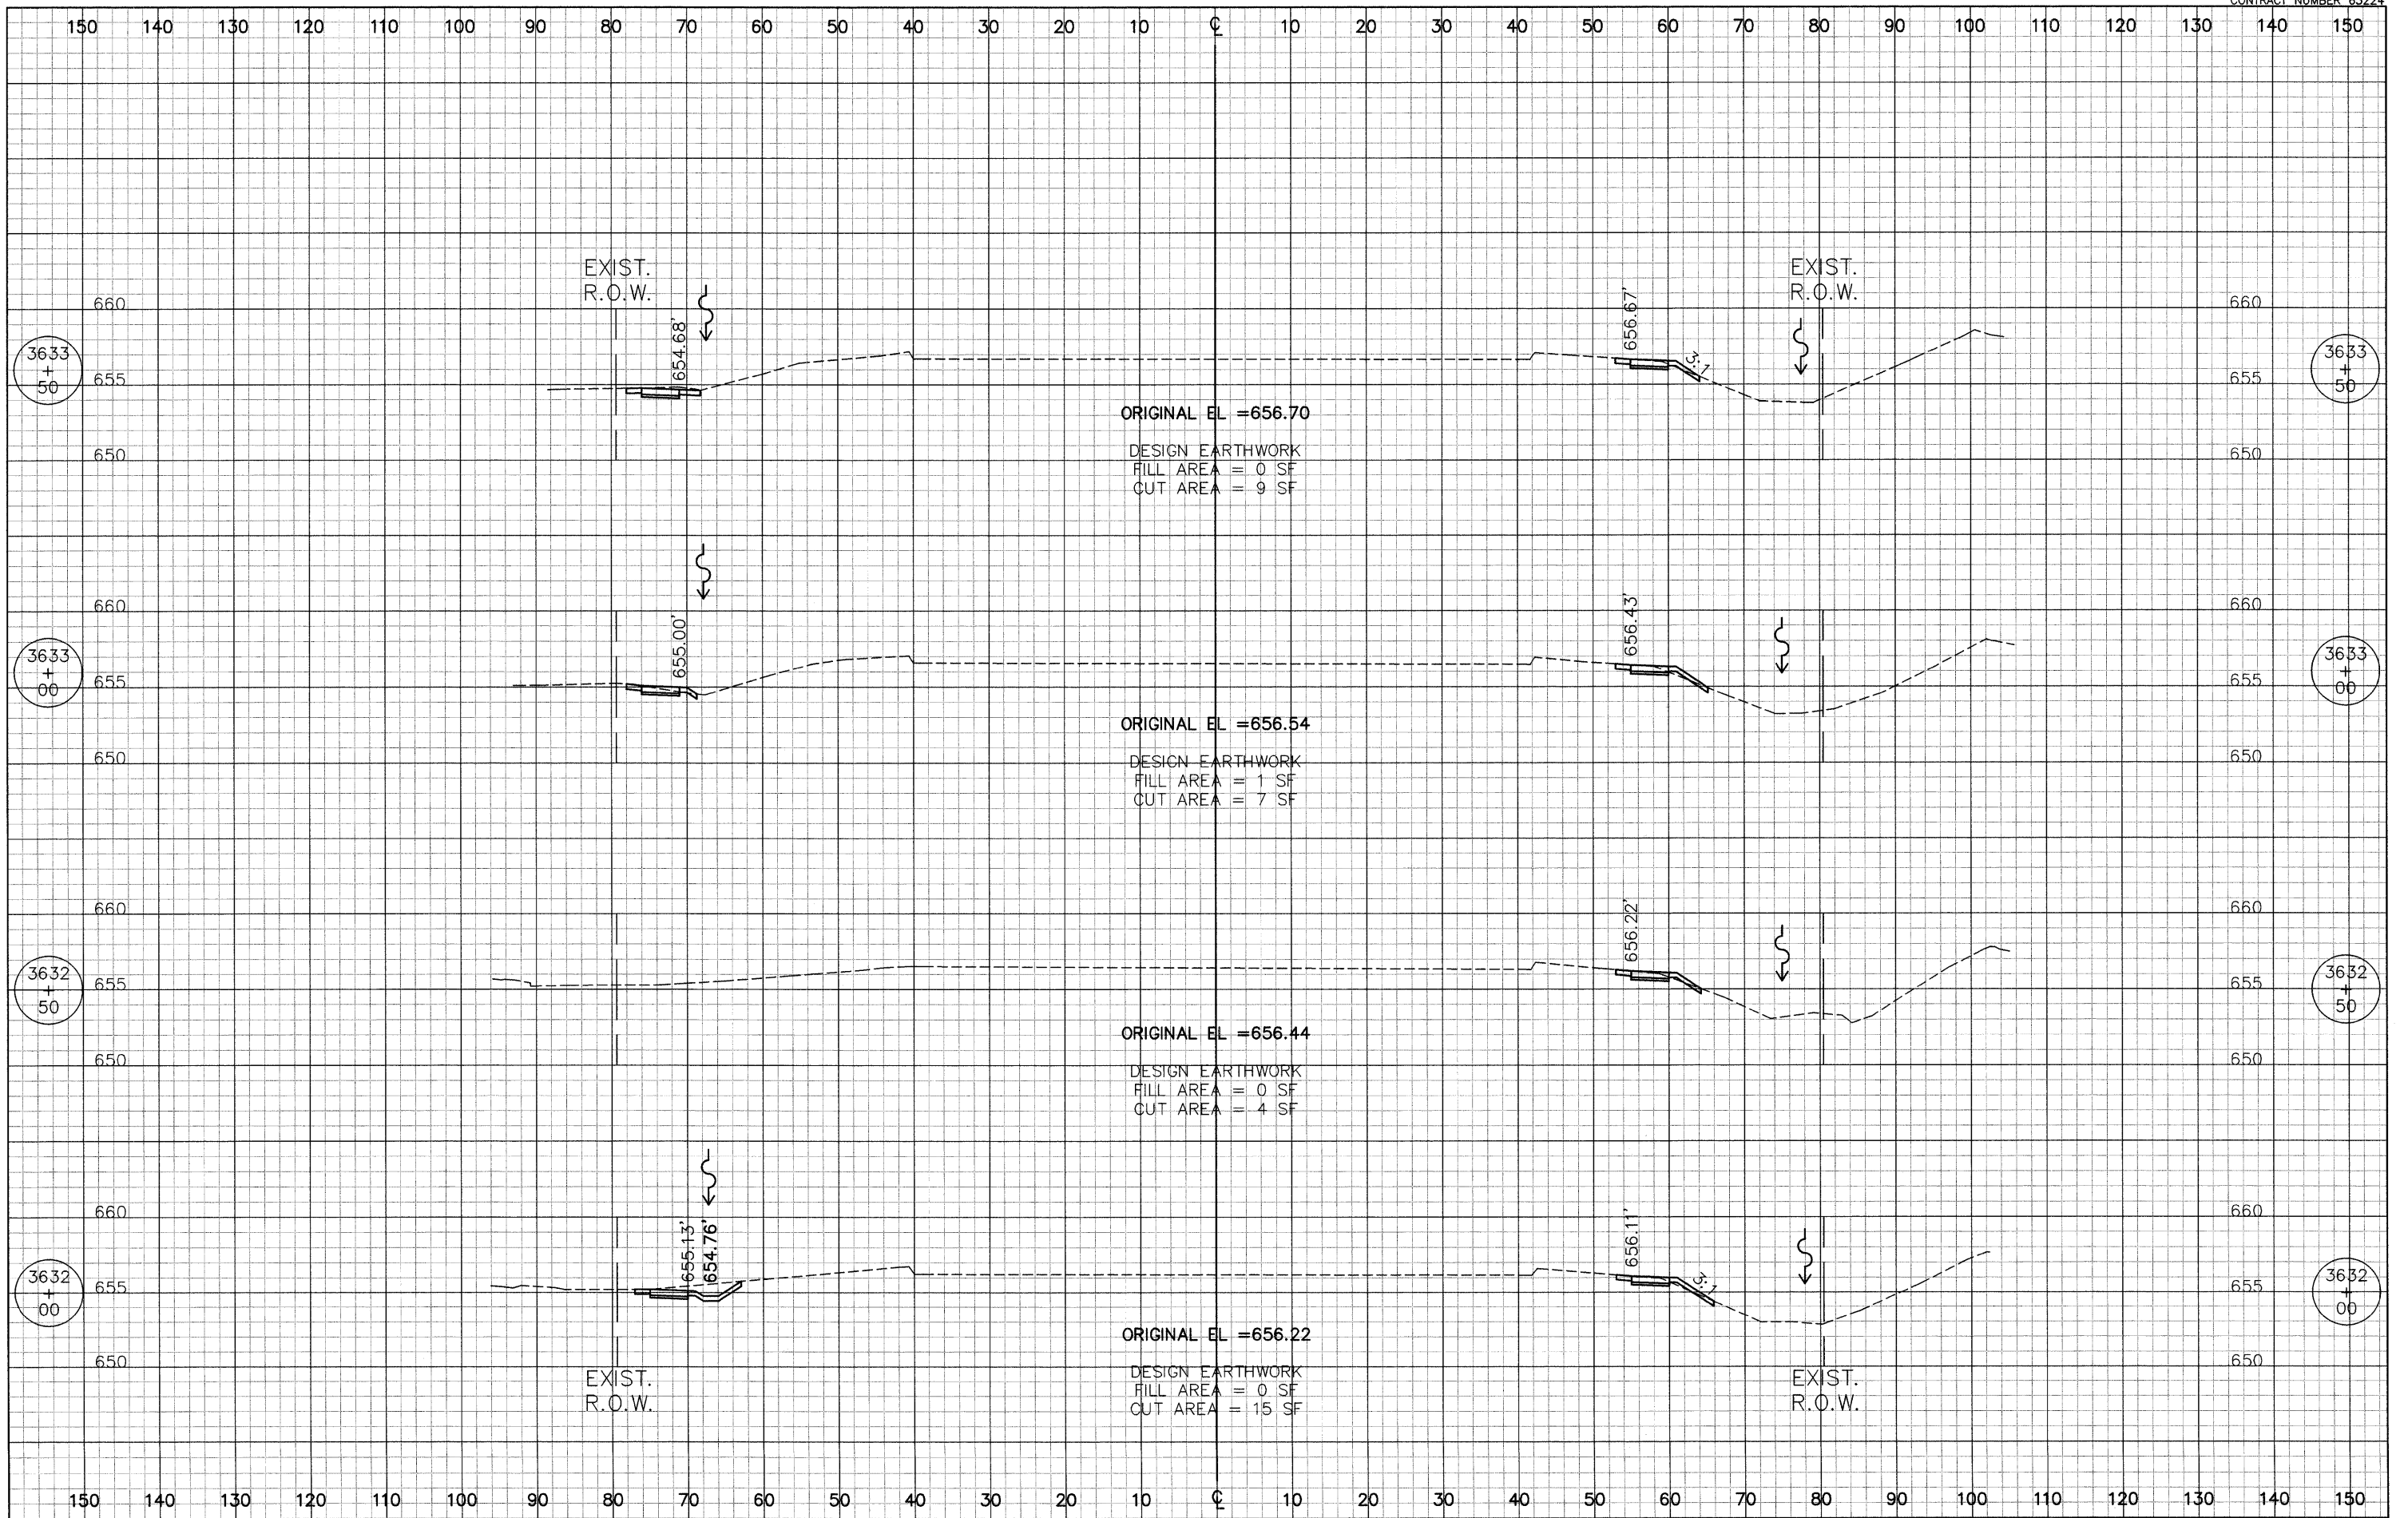 CONTRACT NUMBER 63224
150 140 130 120 110 100 90 80 70 60 50 40 30 20 10 ℄ 10 20 30 40 50 60 70 80 90 100 110 120 130 140 150
EXIST.
R.O.W.
EXIST.
R.O.W.
660
654.68'
656.67'
660
3633
+
50
655
3:1
655
3633
+
50
ORIGINAL EL =656.70
650
DESIGN EARTHWORK
FILL AREA = 0 SF
CUT AREA = 9 SF
650
660
655.00'
656.43'
660
3633
+
00
655
655
3633
+
00
ORIGINAL EL =656.54
650
DESIGN EARTHWORK
FILL AREA = 1 SF
CUT AREA = 7 SF
650
660
656.22'
660
3632
+
50
655
655
3632
+
50
ORIGINAL EL =656.44
650
DESIGN EARTHWORK
FILL AREA = 0 SF
CUT AREA = 4 SF
650
660
655.13'
654.76'
656.11'
660
3632
+
00
655
3:1
655
3632
+
00
ORIGINAL EL =656.22
650
DESIGN EARTHWORK
FILL AREA = 0 SF
CUT AREA = 15 SF
650
EXIST.
R.O.W.
EXIST.
R.O.W.
150 140 130 120 110 100 90 80 70 60 50 40 30 20 10 ℄ 10 20 30 40 50 60 70 80 90 100 110 120 130 140 150